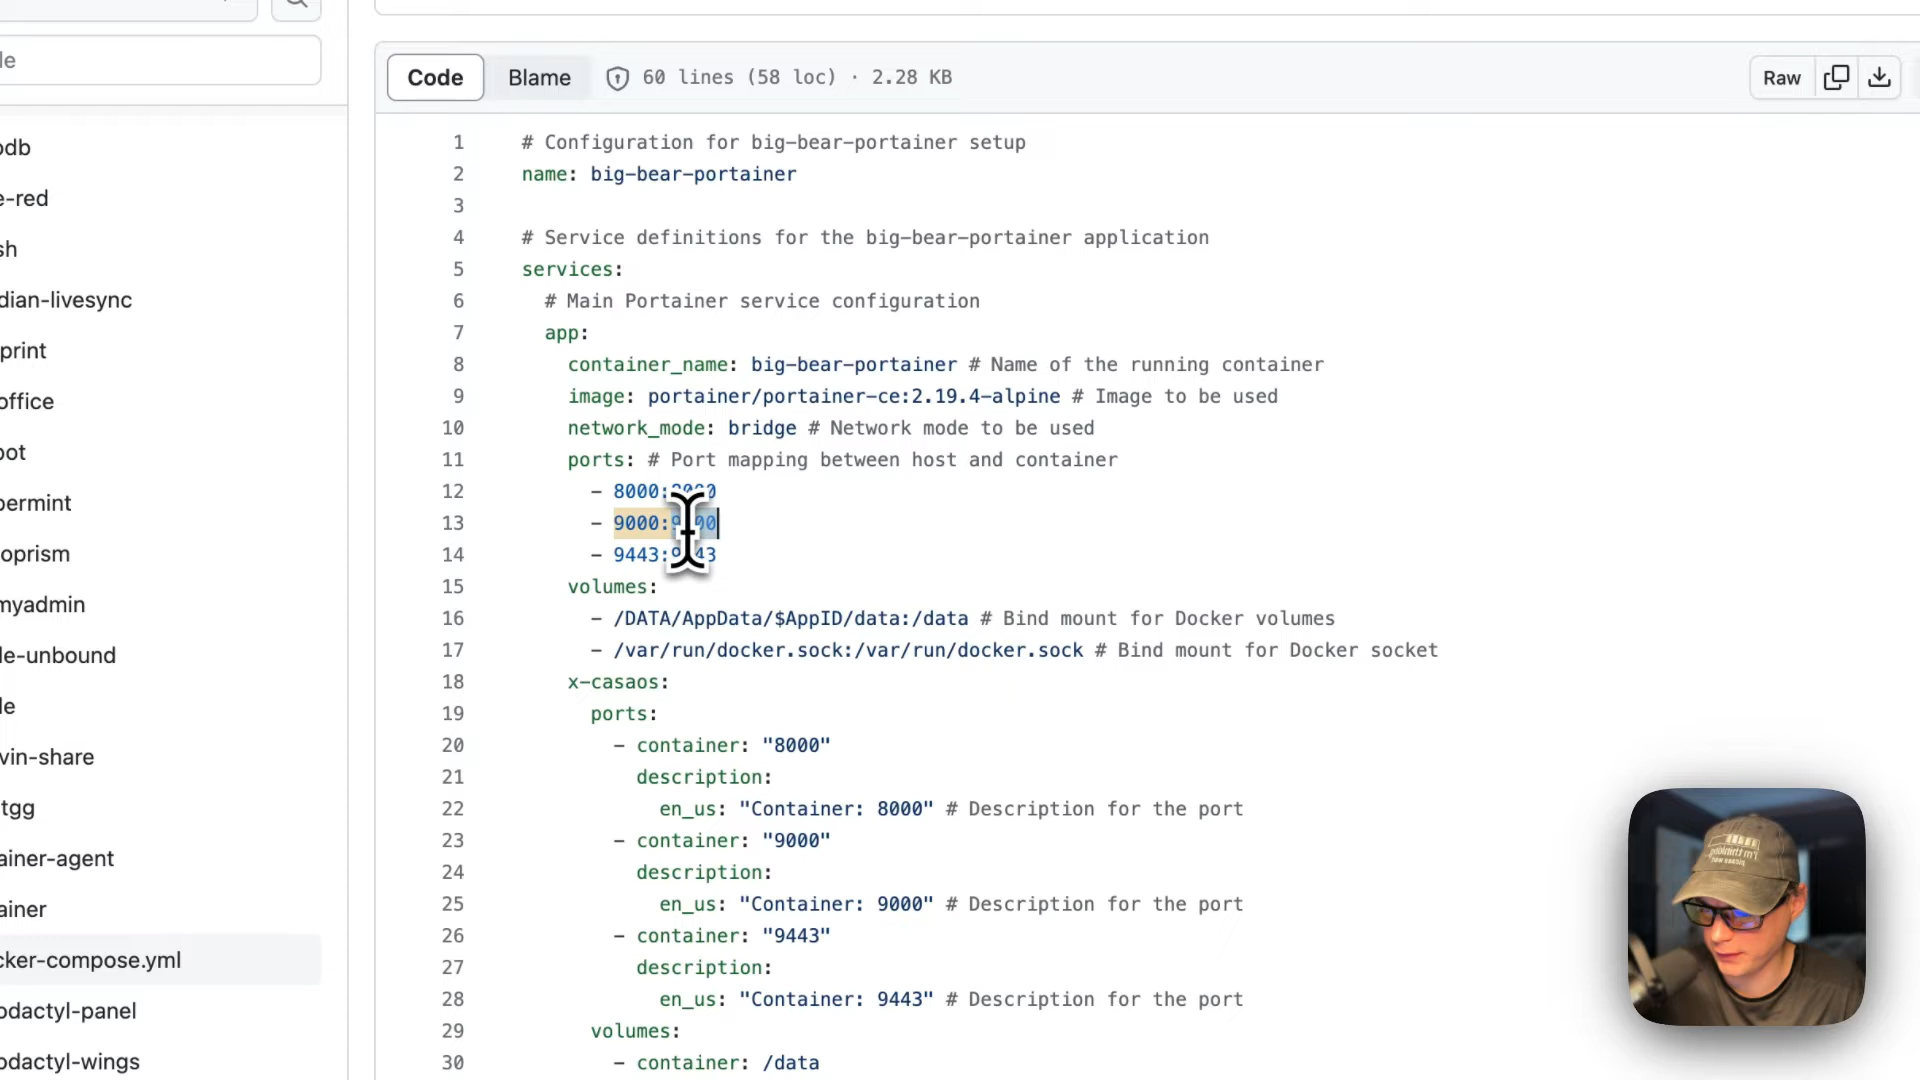 le
odb
e-red
sh
dian-livesync
print
office
oot
permint
oprism
myadmin
le-unbound
le
vin-share
tgg
ainer-agent
ainer
cker-compose.yml
odactyl-panel
odactyl-wings
Code Blame 60 lines (58 loc) · 2.28 KB Raw
1 # Configuration for big-bear-portainer setup
2 name: big-bear-portainer
3
4 # Service definitions for the big-bear-portainer application
5 services:
6 # Main Portainer service configuration
7 app:
8 container_name: big-bear-portainer # Name of the running container
9 image: portainer/portainer-ce:2.19.4-alpine # Image to be used
10 network_mode: bridge # Network mode to be used
11 ports: # Port mapping between host and container
12 - 8000:8000
13 - 9000:9000
14 - 9443:9443
15 volumes:
16 - /DATA/AppData/$AppID/data:/data # Bind mount for Docker volumes
17 - /var/run/docker.sock:/var/run/docker.sock # Bind mount for Docker socket
18 x-casaos:
19 ports:
20 - container: "8000"
21 description:
22 en_us: "Container: 8000" # Description for the port
23 - container: "9000"
24 description:
25 en_us: "Container: 9000" # Description for the port
26 - container: "9443"
27 description:
28 en_us: "Container: 9443" # Description for the port
29 volumes:
30 - container: /data